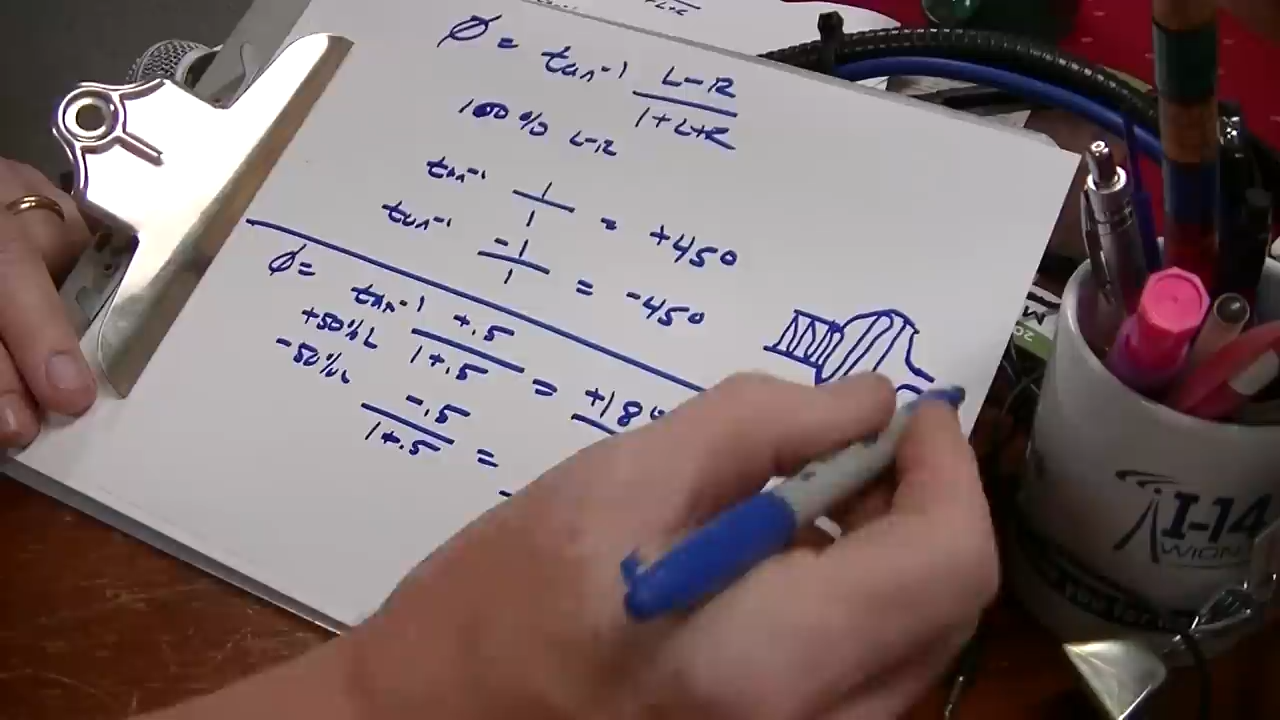 L+R
Ø = tan⁻¹ L-R
1+L+R
100% L-R
tan⁻¹ 1
1 = +45°
tan⁻¹ -1
1 = -45°
Ø = tan⁻¹ +.5
+50%L 1+.5 = +18°
-50%L
-.5
1+.5 =
-
I-14